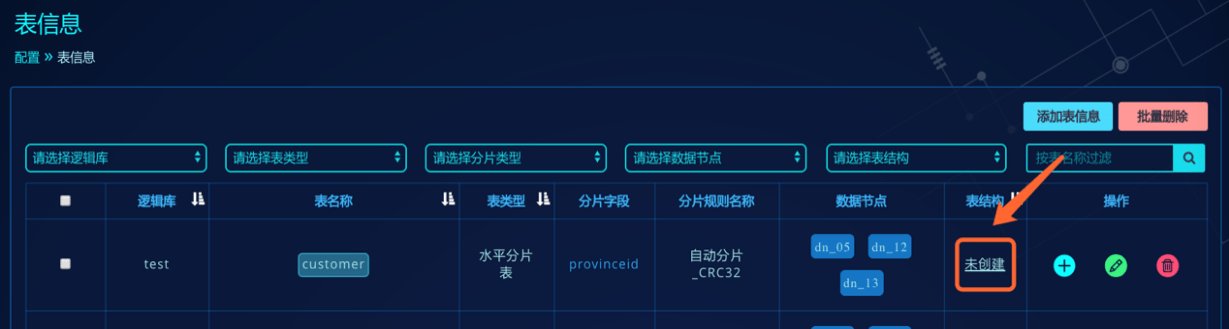 表信息
配置 » 表信息
添加表信息 批量删除
请选择逻辑库 请选择表类型 请选择分片类型 请选择数据节点 请选择表结构 按表名称过滤
逻辑库 表名称 表类型 分片字段 分片规则名称 数据节点 表结构 操作
test customer 水平分片表 provinceid 自动分片_CRC32 dn_05 dn_12 dn_13 未创建